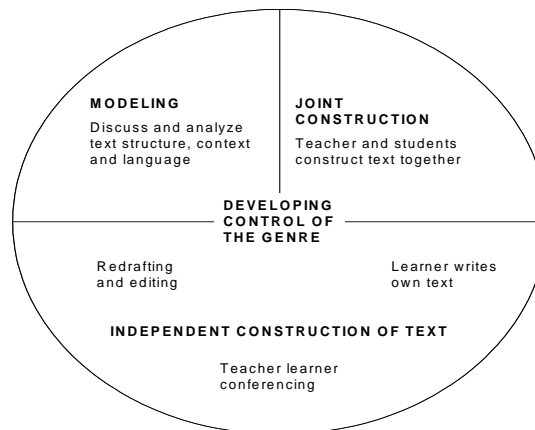 MODELING
Discuss and analyze
text structure, context
and language
JOINT
CONSTRUCTION
Teacher and students
construct text together
DEVELOPING
CONTROL OF
THE GENRE
Redrafting
and editing
Learner writes
own text
INDEPENDENT CONSTRUCTION OF TEXT
Teacher learner
conferencing